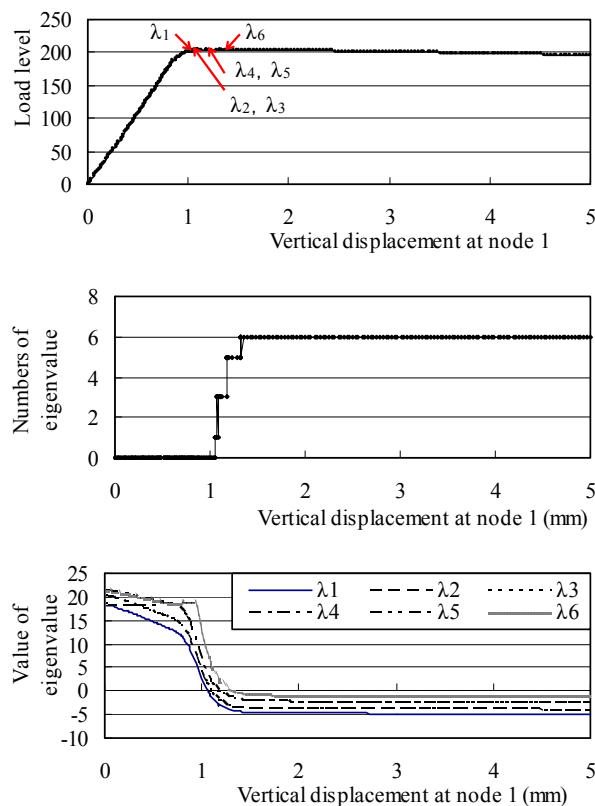 250
200
150
100
50
0
Load level
λ1
λ6
λ4, λ5
λ2, λ3
0 1 2 3 4 5
Vertical displacement at node 1
8
6
4
2
0
Numbers of
eigenvalue
0 1 2 3 4 5
Vertical displacement at node 1 (mm)
25
20
15
10
5
0
-5
-10
Value of
eigenvalue
λ1 λ2 λ3
λ4 λ5 λ6
0 1 2 3 4 5
Vertical displacement at node 1 (mm)